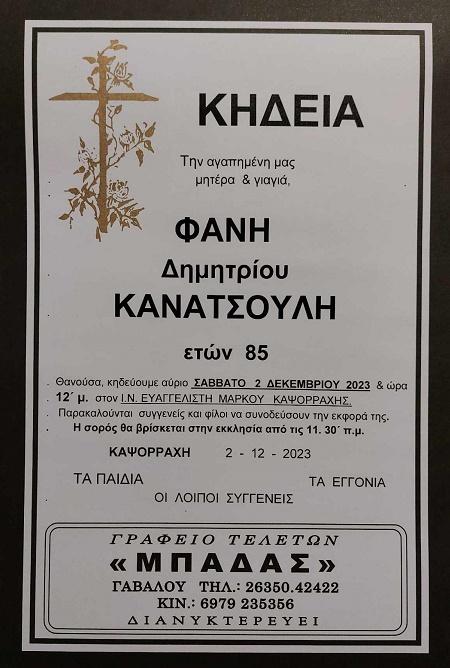 ΚΗΔΕΙΑ
Την αγαπημένη μας
μητέρα & γιαγιά,
ΦΑΝΗ
Δημητρίου
ΚΑΝΑΤΣΟΥΛΗ
ετών 85
Θανούσα, κηδεύουμε αύριο ΣΑΒΒΑΤΟ 2 ΔΕΚΕΜΒΡΙΟΥ 2023 & ώρα
12΄ μ. στον Ι.Ν. ΕΥΑΓΓΕΛΙΣΤΗ ΜΑΡΚΟΥ ΚΑΨΟΡΡΑΧΗΣ.
Παρακαλούνται συγγενείς και φίλοι να συνοδεύσουν την εκφορά της.
Η σορός θα βρίσκεται στην εκκλησία από τις 11. 30΄ π.μ.
ΚΑΨΟΡΡΑΧΗ 2 - 12 - 2023
ΤΑ ΠΑΙΔΙΑ ΤΑ ΕΓΓΟΝΙΑ
ΟΙ ΛΟΙΠΟΙ ΣΥΓΓΕΝΕΙΣ
ΓΡΑΦΕΙΟ ΤΕΛΕΤΩΝ
«ΜΠΑΔΑΣ»
ΓΑΒΑΛΟΥ ΤΗΛ.: 26350.42422
ΚΙΝ.: 6979 235356
ΔΙΑΝΥΚΤΕΡΕΥΕΙ